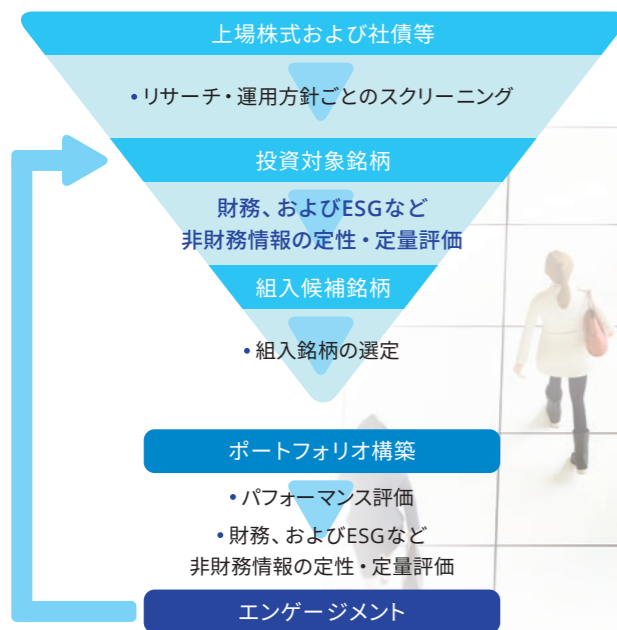 上場株式および社債等
•リサーチ・運用方針ごとのスクリーニング
投資対象銘柄
財務、およびESGなど
非財務情報の定性・定量評価
組入候補銘柄
•組入銘柄の選定
ポートフォリオ構築
•パフォーマンス評価
•財務、およびESGなど
非財務情報の定性・定量評価
エンゲージメント